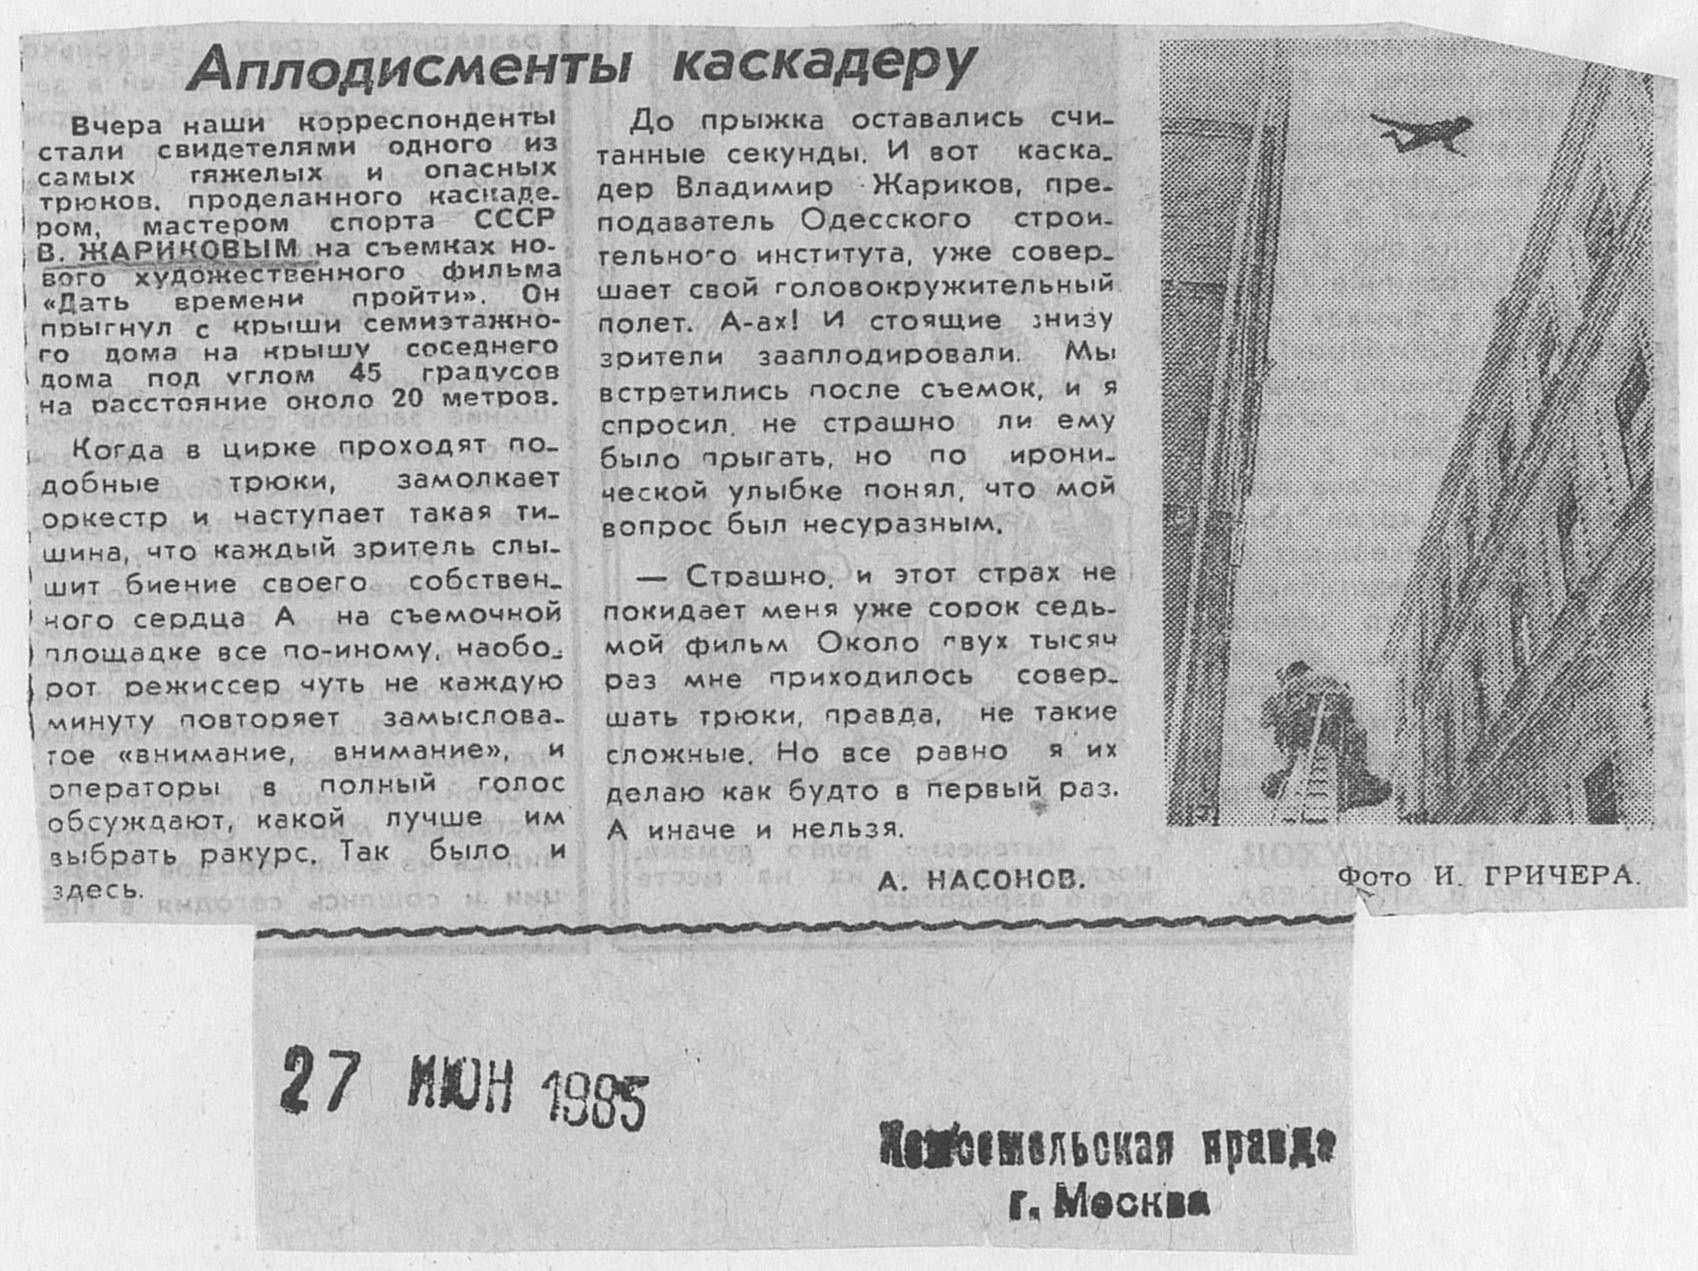 Аплодисменты каскадеру
Вчера наши корреспонденты
стали свидетелями одного из
самых тяжелых и опасных
трюков, проделанного каскаде-
ром, мастером спорта СССР
В. ЖАРИКОВЫМ на съемках но-
вого художественного фильма
«Дать времени пройти». Он
прыгнул с крыши семиэтажно-
го дома на крышу соседнего
дома под углом 45 градусов
на расстояние около 20 метров.
Когда в цирке проходят по-
добные трюки, замолкает
оркестр и наступает такая ти-
шина, что каждый зритель слы-
шит биение своего собствен-
ного сердца А на съемочной
площадке все по-иному, наобо-
рот режиссер чуть не каждую
минуту повторяет замыслова-
тое «внимание, внимание», и
операторы в полный голос
обсуждают, какой лучше им
выбрать ракурс. Так было и
здесь.
До прыжка оставались счи-
танные секунды. И вот каска-
дер Владимир Жариков, пре-
подаватель Одесского строи-
тельного института, уже совер-
шает свой головокружительный
полет. А-ах! И стоящие внизу
зрители зааплодировали. Мы
встретились после съемок, и я
спросил, не страшно ли ему
было прыгать, но по ирони-
ческой улыбке понял, что мой
вопрос был несуразным.
— Страшно, и этот страх не
покидает меня уже сорок седь-
мой фильм Около двух тысяч
раз мне приходилось совер-
шать трюки, правда, не такие
сложные. Но все равно я их
делаю как будто в первый раз.
А иначе и нельзя.
А. НАСОНОВ.
Фото И. ГРИЧЕРА.
27 ИЮН 1985
Комсомольская правда
г. Москва